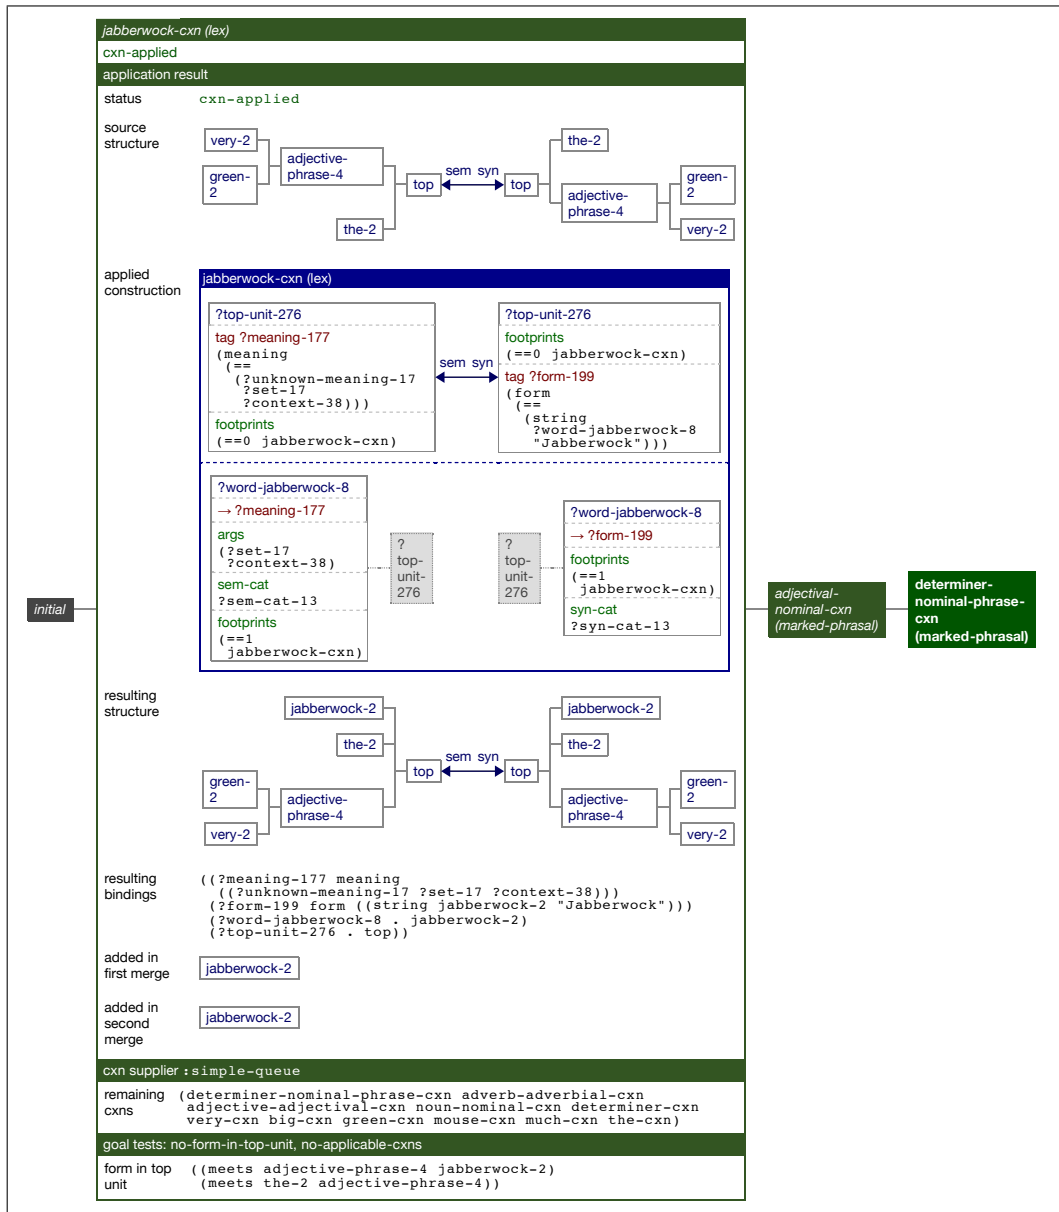 jabberwock-cxn (lex)
cxn-applied
application result
status cxn-applied
source
structure
very-2
green-
2
adjective-
phrase-4
the-2
top
sem syn
top
the-2
adjective-
phrase-4
green-
2
very-2
applied
construction
jabberwock-cxn (lex)
?top-unit-276
tag ?meaning-177
(meaning
(==
(?unknown-meaning-17
?set-17
?context-38)))
footprints
(==0 jabberwock-cxn)
sem syn
?top-unit-276
footprints
(==0 jabberwock-cxn)
tag ?form-199
(form
(==
(string
?word-jabberwock-8
"Jabberwock")))
?word-jabberwock-8
→ ?meaning-177
args
(?set-17
?context-38)
sem-cat
?sem-cat-13
footprints
(==1
jabberwock-cxn)
?
top-
unit-
276
?
top-
unit-
276
?word-jabberwock-8
→ ?form-199
footprints
(==1
jabberwock-cxn)
syn-cat
?syn-cat-13
initial
adjectival-
nominal-cxn
(marked-phrasal)
determiner-
nominal-phrase-
cxn
(marked-phrasal)
resulting
structure
jabberwock-2
the-2
green-
2
very-2
adjective-
phrase-4
top
sem syn
top
jabberwock-2
the-2
adjective-
phrase-4
green-
2
very-2
resulting
bindings
((?meaning-177 meaning
((?unknown-meaning-17 ?set-17 ?context-38)))
(?form-199 form ((string jabberwock-2 "Jabberwock")))
(?word-jabberwock-8 . jabberwock-2)
(?top-unit-276 . top))
added in
first merge
jabberwock-2
added in
second
merge
jabberwock-2
cxn supplier :simple-queue
remaining
cxns
(determiner-nominal-phrase-cxn adverb-adverbial-cxn
adjective-adjectival-cxn noun-nominal-cxn determiner-cxn
very-cxn big-cxn green-cxn mouse-cxn much-cxn the-cxn)
goal tests: no-form-in-top-unit, no-applicable-cxns
form in top
unit
((meets adjective-phrase-4 jabberwock-2)
(meets the-2 adjective-phrase-4))